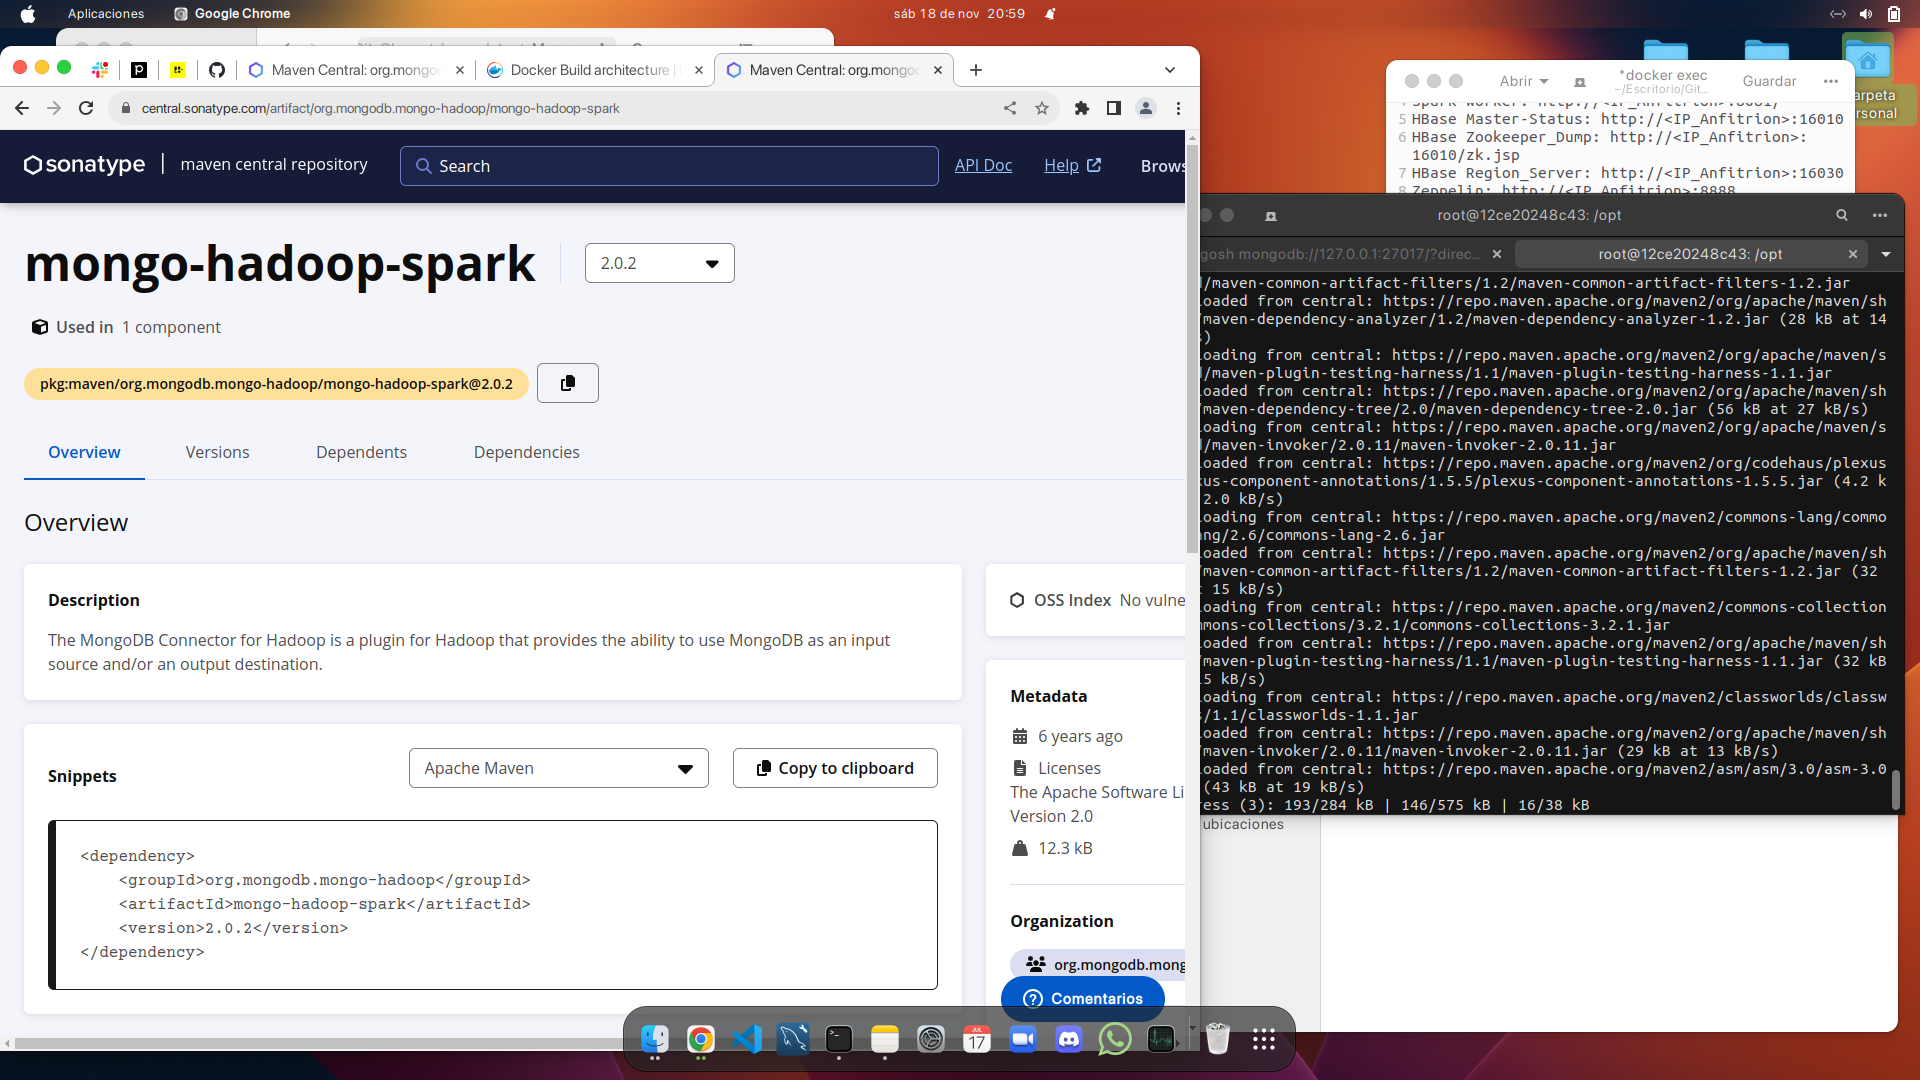 Aplicaciones
Google Chrome
sáb 18 de nov 20:59
Maven Central: org.mongo
Docker Build architecture |
Maven Central: org.mongo
central.sonatype.com/artifact/org.mongodb.mongo-hadoop/mongo-hadoop-spark
sonatype
maven central repository
Search
API Doc
Help
Brows
mongo-hadoop-spark
2.0.2
Used in 1 component
pkg:maven/org.mongodb.mongo-hadoop/mongo-hadoop-spark@2.0.2
Overview
Versions
Dependents
Dependencies
Overview
Description
The MongoDB Connector for Hadoop is a plugin for Hadoop that provides the ability to use MongoDB as an input
source and/or an output destination.
Snippets
Apache Maven
Copy to clipboard
<dependency>
<groupId>org.mongodb.mongo-hadoop</groupId>
<artifactId>mongo-hadoop-spark</artifactId>
<version>2.0.2</version>
</dependency>
OSS Index No vulne
Metadata
6 years ago
Licenses
The Apache Software Li
Version 2.0
12.3 kB
Organization
org.mongodb.mong
Comentarios
Abrir
*docker exec
~/Escritorio/Git...
Guardar
5 HBase Master-Status: http://<IP_Anfitrion>:16010
6 HBase Zookeeper_Dump: http://<IP_Anfitrion>:
16010/zk.jsp
7 HBase Region_Server: http://<IP_Anfitrion>:16030
8 Zeppelin: http://<IP_Anfitrion>:8888
arpeta
rsonal
root@12ce20248c43: /opt
gosh mongodb://127.0.0.1:27017/?direc...
root@12ce20248c43: /opt
/maven-common-artifact-filters/1.2/maven-common-artifact-filters-1.2.jar
oaded from central: https://repo.maven.apache.org/maven2/org/apache/maven/sh
/maven-dependency-analyzer/1.2/maven-dependency-analyzer-1.2.jar (28 kB at 14
)
oading from central: https://repo.maven.apache.org/maven2/org/apache/maven/s
/maven-plugin-testing-harness/1.1/maven-plugin-testing-harness-1.1.jar
oaded from central: https://repo.maven.apache.org/maven2/org/apache/maven/sh
/maven-dependency-tree/2.0/maven-dependency-tree-2.0.jar (56 kB at 27 kB/s)
oading from central: https://repo.maven.apache.org/maven2/org/apache/maven/s
/maven-invoker/2.0.11/maven-invoker-2.0.11.jar
oaded from central: https://repo.maven.apache.org/maven2/org/codehaus/plexus
us-component-annotations/1.5.5/plexus-component-annotations-1.5.5.jar (4.2 k
2.0 kB/s)
oading from central: https://repo.maven.apache.org/maven2/commons-lang/commo
ng/2.6/commons-lang-2.6.jar
oaded from central: https://repo.maven.apache.org/maven2/org/apache/maven/sh
/maven-common-artifact-filters/1.2/maven-common-artifact-filters-1.2.jar (32
15 kB/s)
oading from central: https://repo.maven.apache.org/maven2/commons-collection
mons-collections/3.2.1/commons-collections-3.2.1.jar
oaded from central: https://repo.maven.apache.org/maven2/org/apache/maven/sh
/maven-plugin-testing-harness/1.1/maven-plugin-testing-harness-1.1.jar (32 kB
5 kB/s)
oading from central: https://repo.maven.apache.org/maven2/classworlds/classw
/1.1/classworlds-1.1.jar
oaded from central: https://repo.maven.apache.org/maven2/org/apache/maven/sh
/maven-invoker/2.0.11/maven-invoker-2.0.11.jar (29 kB at 13 kB/s)
oaded from central: https://repo.maven.apache.org/maven2/asm/asm/3.0/asm-3.0
(43 kB at 19 kB/s)
ress (3): 193/284 kB | 146/575 kB | 16/38 kB
ubicaciones
JUL
17